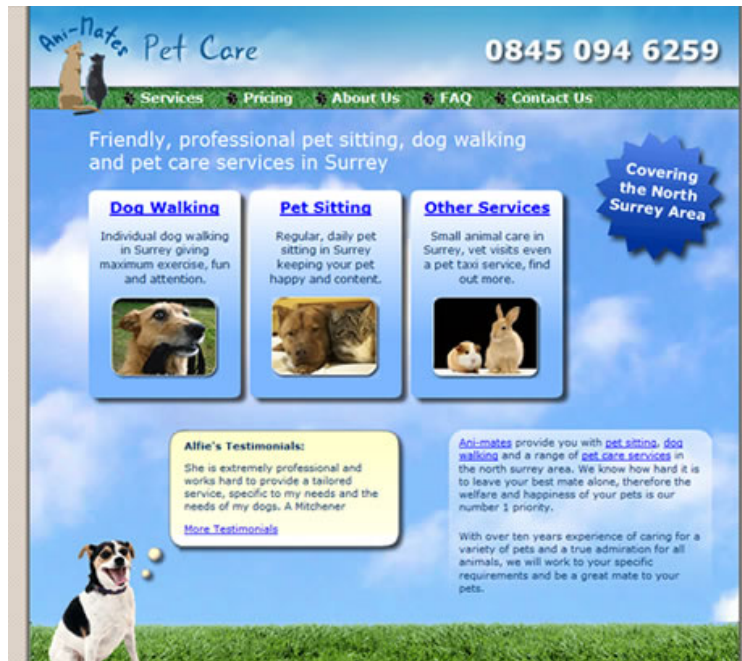 Ani-Mates Pet Care
0845 094 6259
Services Pricing About Us FAQ Contact Us
Friendly, professional pet sitting, dog walking
and pet care services in Surrey
Covering
the North
Surrey Area
Dog Walking
Individual dog walking
in Surrey giving
maximum exercise, fun
and attention.
Pet Sitting
Regular, daily pet
sitting in Surrey
keeping your pet
happy and content.
Other Services
Small animal care in
Surrey, vet visits even
a pet taxi service, find
out more.
Alfie's Testimonials:
She is extremely professional and
works hard to provide a tailored
service, specific to my needs and the
needs of my dogs. A Mitchener
More Testimonials
Ani-mates provide you with pet sitting, dog
walking and a range of pet care services in
the north surrey area. We know how hard it is
to leave your best mate alone, therefore the
welfare and happiness of your pets is our
number 1 priority.
With over ten years experience of caring for a
variety of pets and a true admiration for all
animals, we will work to your specific
requirements and be a great mate to your
pets.